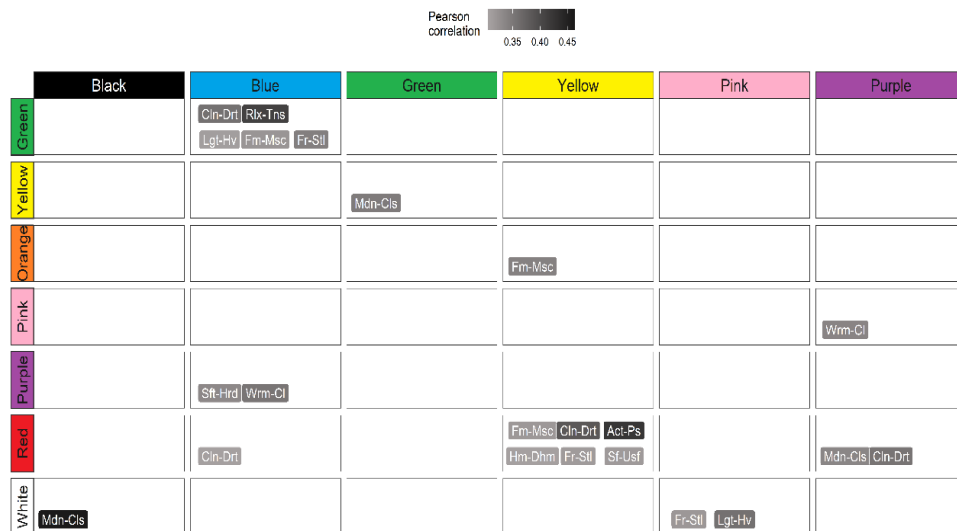 Pearson
correlation
0.35 0.40 0.45
Black Blue Green Yellow Pink Purple
Green
Cln-Drt Rlx-Tns
Lgt-Hv Fm-Msc Fr-Stl
Yellow
Mdn-Cls
Orange
Fm-Msc
Pink
Wrm-Cl
Purple
Sft-Hrd Wrm-Cl
Red
Fm-Msc Cln-Drt Act-Ps
Cln-Drt Hm-Dhm Fr-Stl Sf-Usf Mdn-Cls Cln-Drt
White
Mdn-Cls Fr-Stl Lgt-Hv